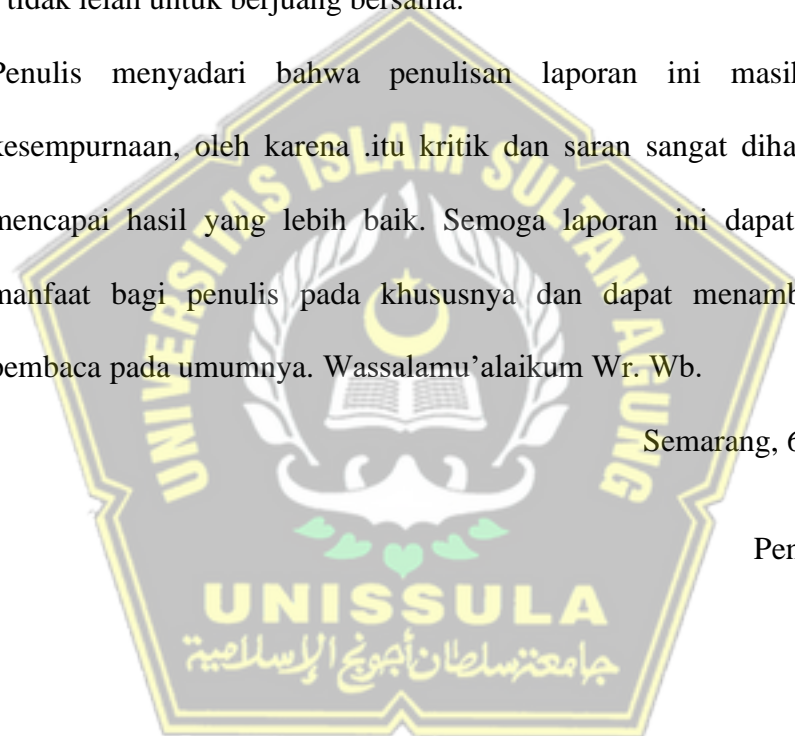 tidak lelah untuk berjuang bersama.
Penulis menyadari bahwa penulisan laporan ini masih
kesempurnaan, oleh karena .itu kritik dan saran sangat diha
mencapai hasil yang lebih baik. Semoga laporan ini dapat
manfaat bagi penulis pada khususnya dan dapat menamb
pembaca pada umumnya. Wassalamu’alaikum Wr. Wb.
Semarang, 6
Pen
UNIVERSITAS ISLAM SULTAN AGUNG
UNISSULA
جامعتنسلطان أجونج الإسلامية